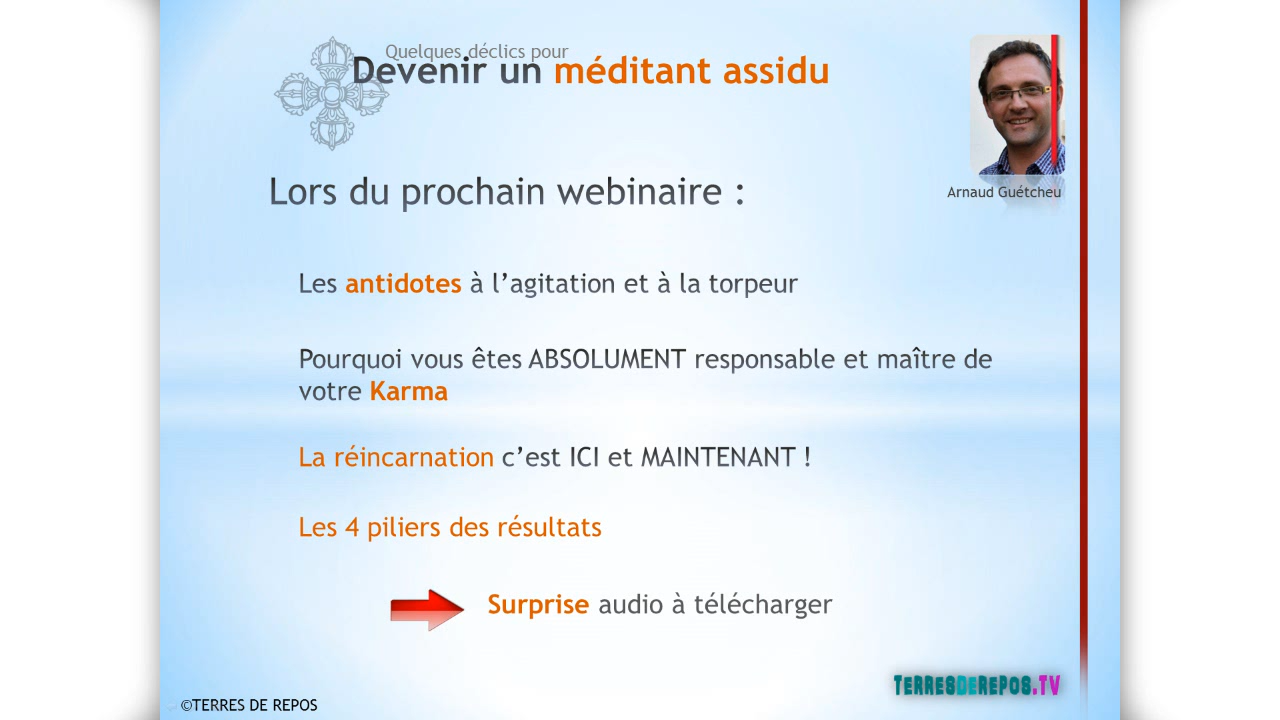 Quelques déclics pour
Devenir un méditant assidu
Arnaud Guétcheu
Lors du prochain webinaire :
Les antidotes à l’agitation et à la torpeur
Pourquoi vous êtes ABSOLUMENT responsable et maître de
votre Karma
La réincarnation c’est ICI et MAINTENANT !
Les 4 piliers des résultats
Surprise audio à télécharger
TERRESDEREPOS.TV
©TERRES DE REPOS